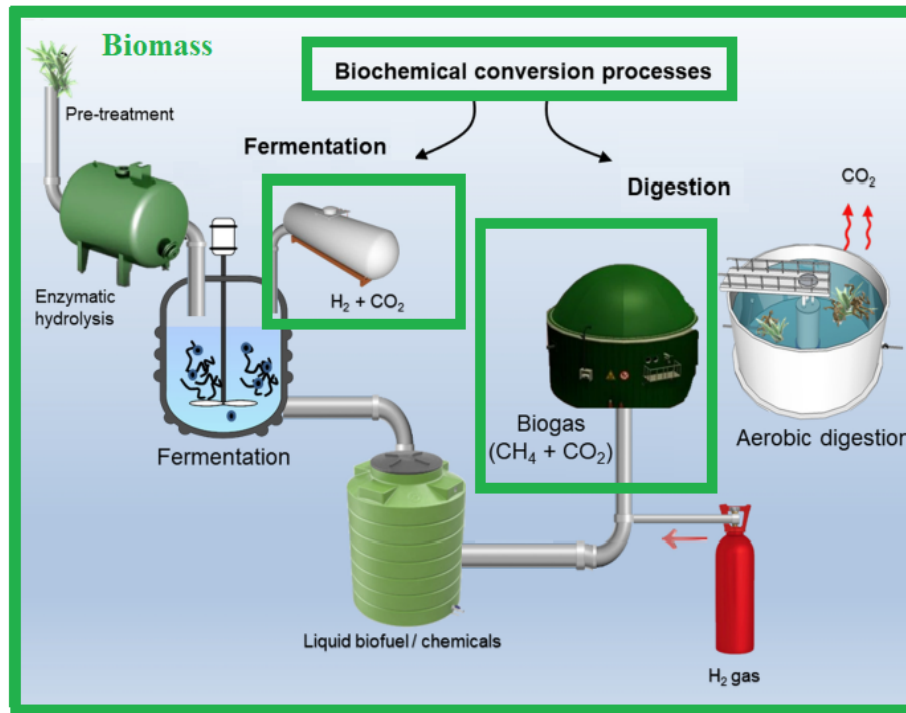 Biomass
Biochemical conversion processes
Pre-treatment
Fermentation
Digestion
CO₂
H₂ + CO₂
Enzymatic
hydrolysis
Fermentation
Biogas
(CH₄ + CO₂)
Aerobic digestion
Liquid biofuel / chemicals
H₂ gas